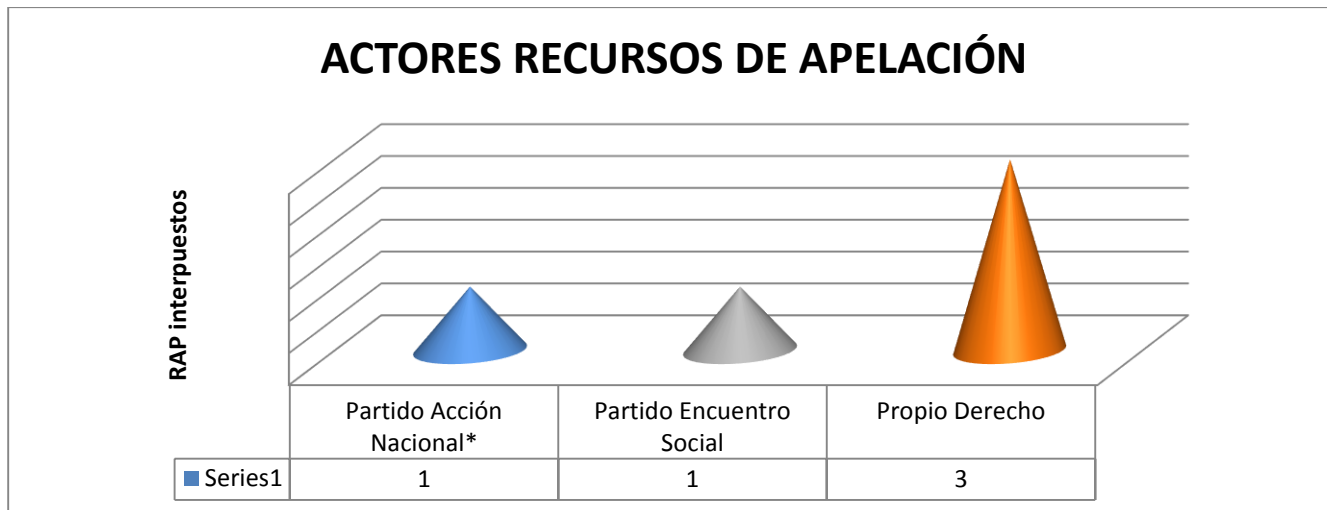 ACTORES RECURSOS DE APELACIÓN
RAP interpuestos
Partido Acción
Nacional*
Partido Encuentro
Social
Propio Derecho
Series1 1 1 3